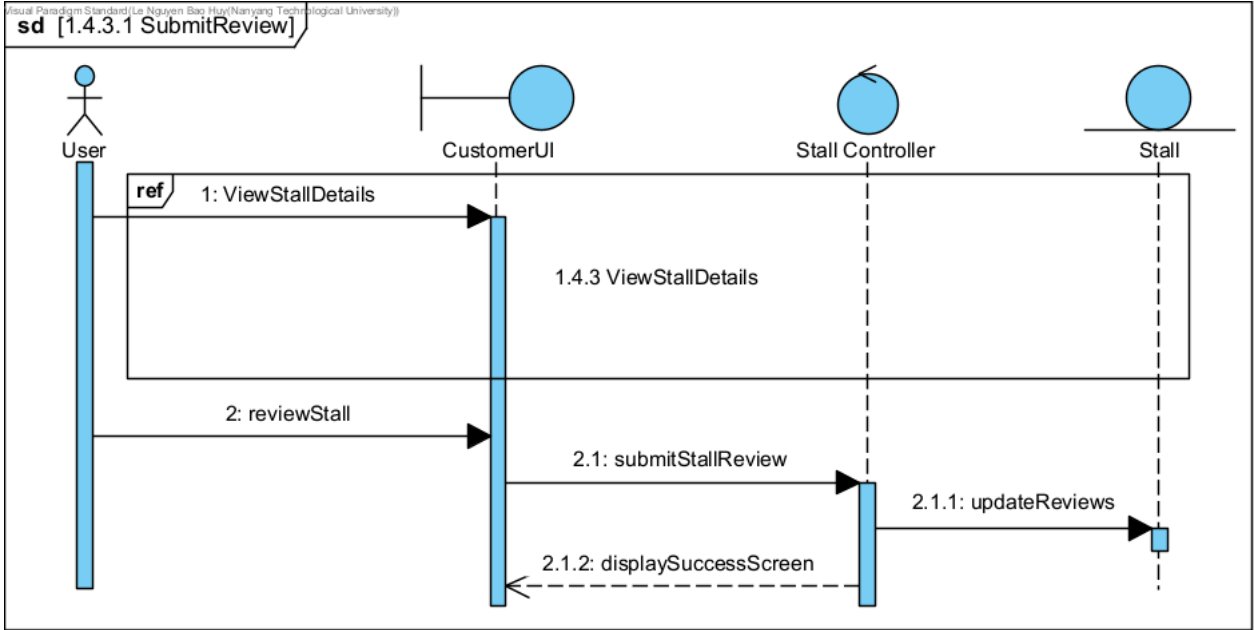 Visual Paradigm Standard(Le Nguyen Bao Huy(Nanyang Technological University))
sd [1.4.3.1 SubmitReview]
User
CustomerUI
Stall Controller
Stall
ref
1: ViewStallDetails
1.4.3 ViewStallDetails
2: reviewStall
2.1: submitStallReview
2.1.1: updateReviews
2.1.2: displaySuccessScreen